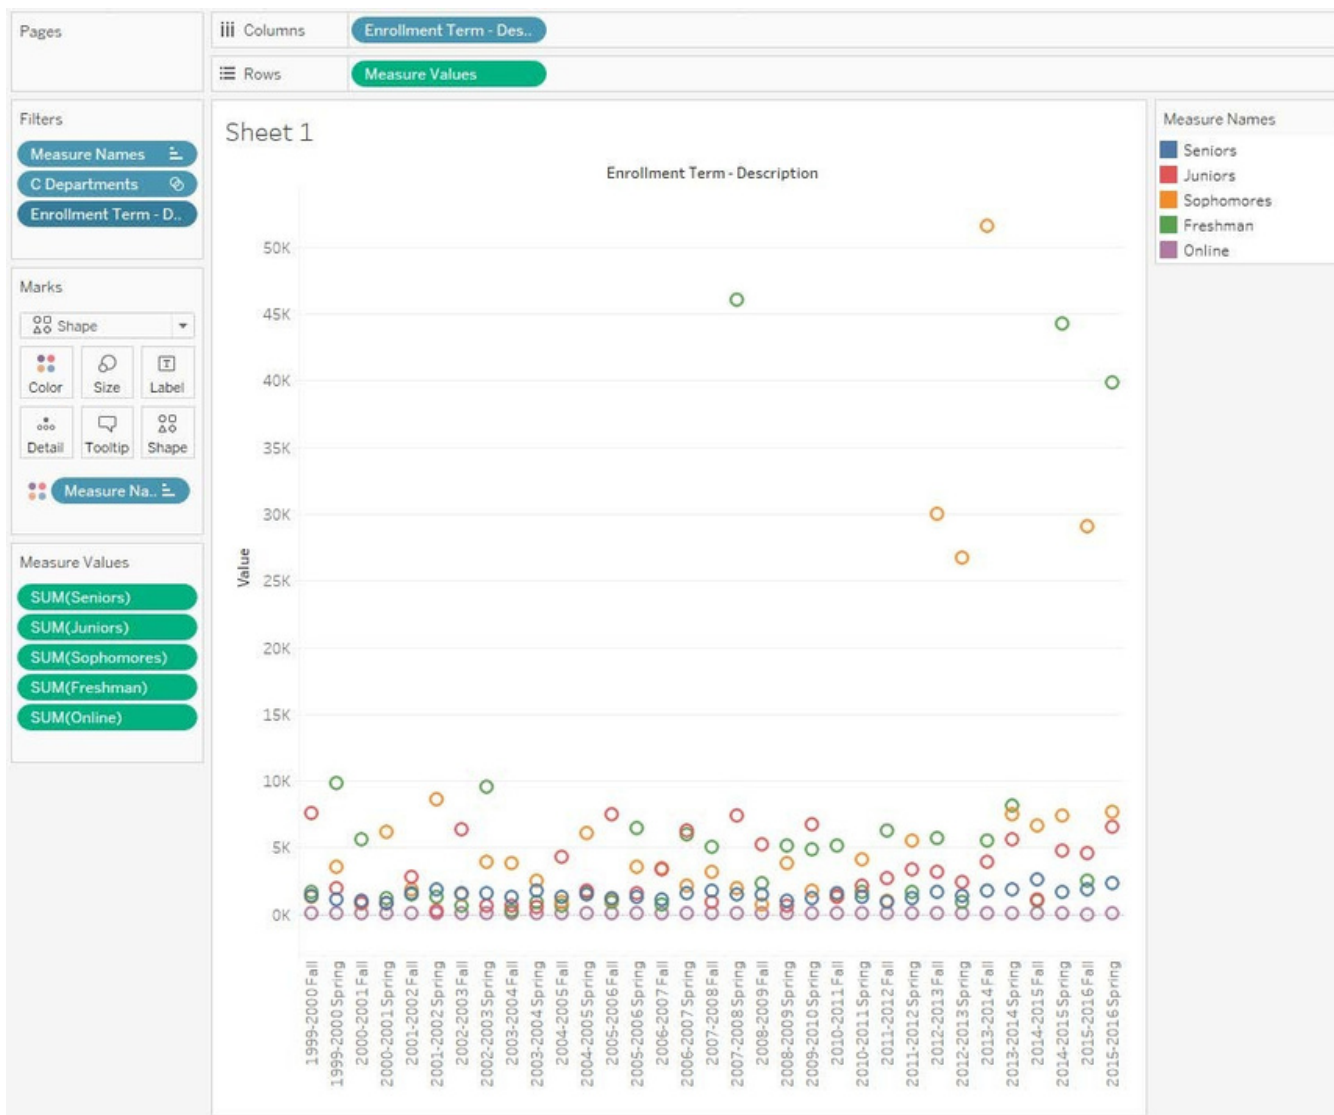 Pages
Columns
Enrollment Term - Des..
Rows
Measure Values
Filters
Measure Names
C Departments
Enrollment Term - D..
Marks
Shape
Color
Size
Label
Detail
Tooltip
Shape
Measure Na..
Measure Values
SUM(Seniors)
SUM(Juniors)
SUM(Sophomores)
SUM(Freshman)
SUM(Online)
Sheet 1
Enrollment Term - Description
Value
50K
45K
40K
35K
30K
25K
20K
15K
10K
5K
0K
1999-2000 Fall
1999-2000 Spring
2000-2001 Fall
2000-2001 Spring
2001-2002 Fall
2001-2002 Spring
2002-2003 Fall
2002-2003 Spring
2003-2004 Fall
2003-2004 Spring
2004-2005 Fall
2004-2005 Spring
2005-2006 Fall
2005-2006 Spring
2006-2007 Fall
2006-2007 Spring
2007-2008 Fall
2007-2008 Spring
2008-2009 Fall
2008-2009 Spring
2009-2010 Spring
2010-2011 Fall
2010-2011 Spring
2011-2012 Fall
2011-2012 Spring
2012-2013 Fall
2012-2013 Spring
2013-2014 Fall
2013-2014 Spring
2014-2015 Fall
2014-2015 Spring
2015-2016 Fall
2015-2016 Spring
Measure Names
Seniors
Juniors
Sophomores
Freshman
Online